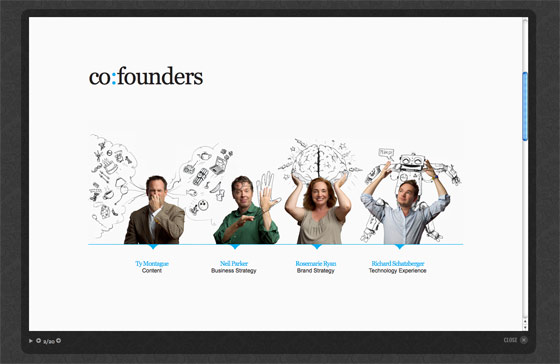 co:founders
Ty Montague
Content
Neil Parker
Business Strategy
Rosemarie Ryan
Brand Strategy
Richard Schatzberger
Technology Experience
2/20
CLOSE